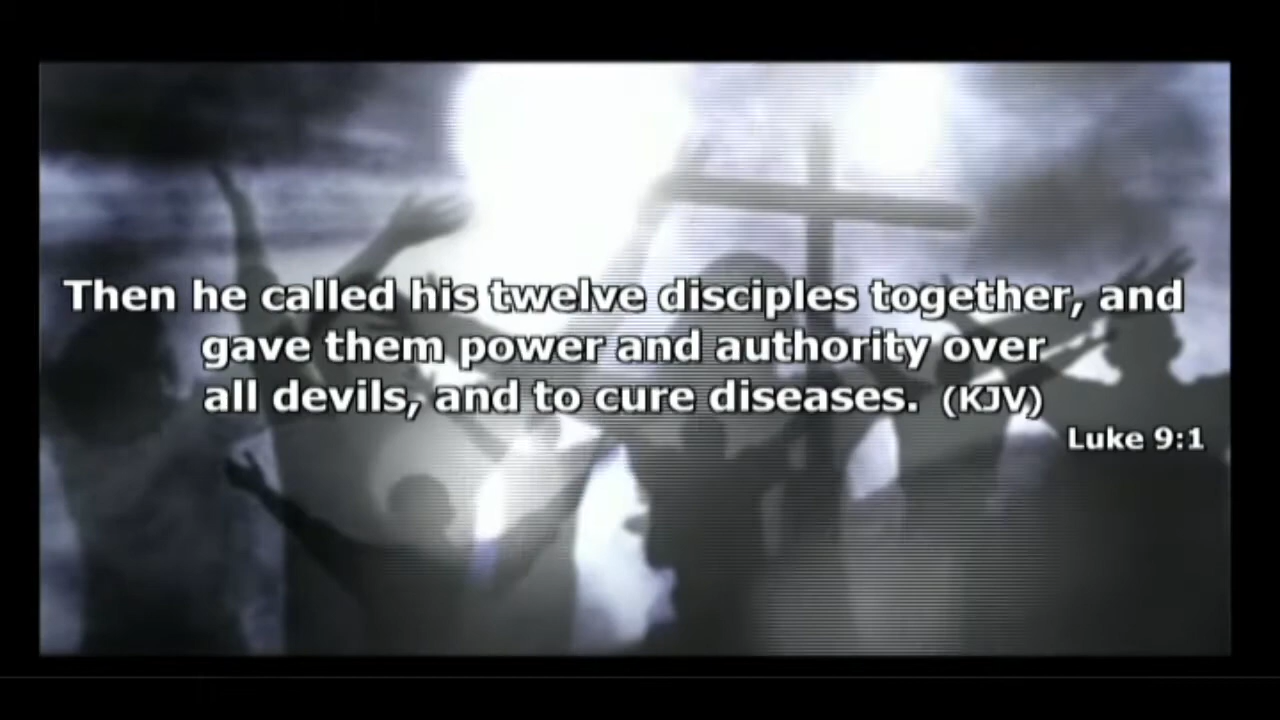 Then he called his twelve disciples together, and
gave them power and authority over
all devils, and to cure diseases. (KJV)
Luke 9:1